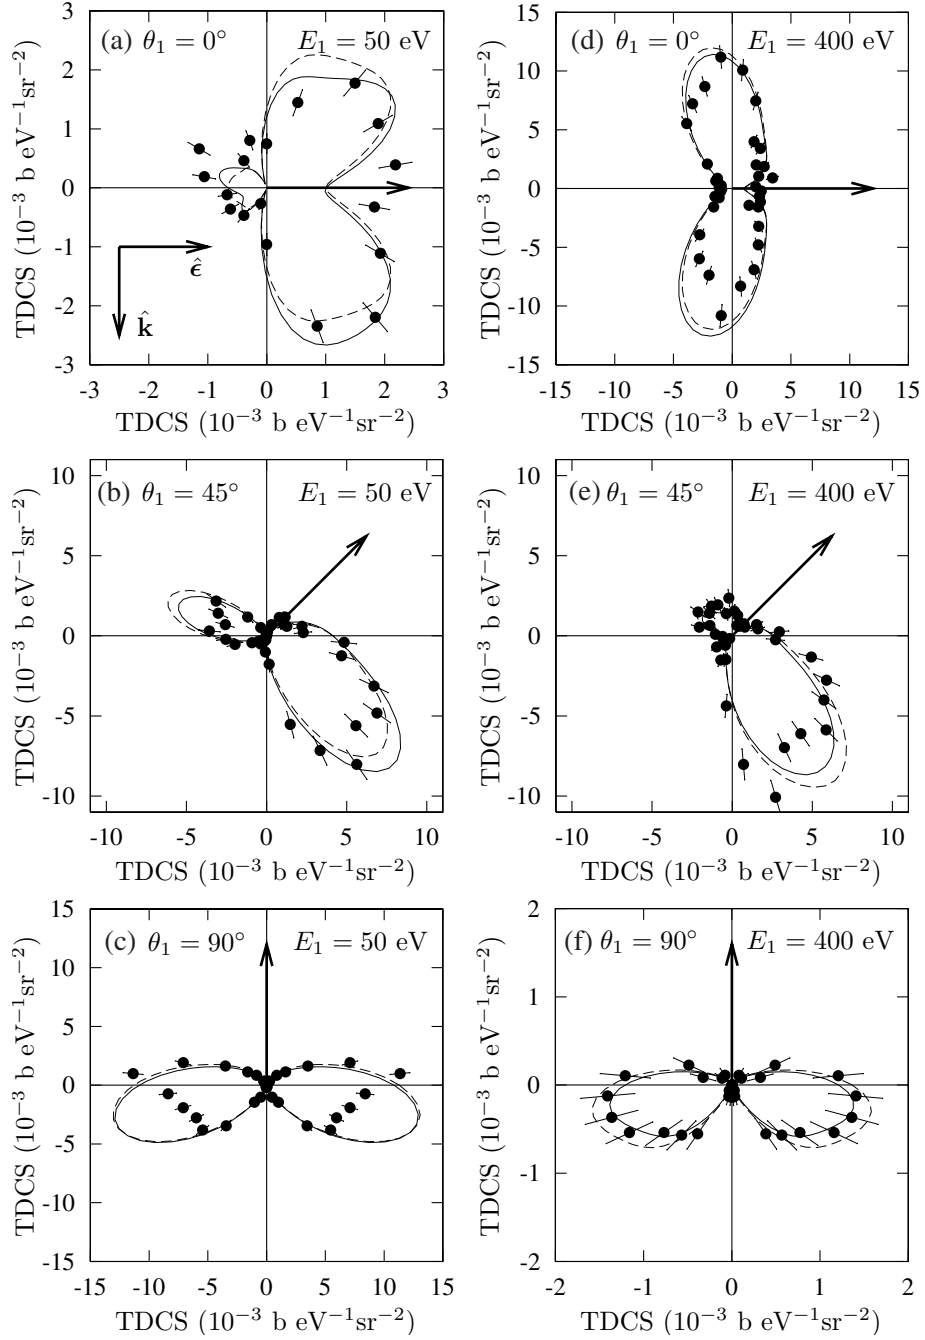 (a) θ₁ = 0° E₁ = 50 eV
3
2
1
0
-1
-2
-3
ϵ̂
k̂
-3 -2 -1 0 1 2 3
TDCS (10⁻³ b eV⁻¹sr⁻²)
TDCS (10⁻³ b eV⁻¹sr⁻²)
(d) θ₁ = 0° E₁ = 400 eV
15
10
5
0
-5
-10
-15
-15 -10 -5 0 5 10 15
TDCS (10⁻³ b eV⁻¹sr⁻²)
TDCS (10⁻³ b eV⁻¹sr⁻²)
(b) θ₁ = 45° E₁ = 50 eV
10
5
0
-5
-10
-10 -5 0 5 10
TDCS (10⁻³ b eV⁻¹sr⁻²)
TDCS (10⁻³ b eV⁻¹sr⁻²)
(e) θ₁ = 45° E₁ = 400 eV
10
5
0
-5
-10
-10 -5 0 5 10
TDCS (10⁻³ b eV⁻¹sr⁻²)
TDCS (10⁻³ b eV⁻¹sr⁻²)
(c) θ₁ = 90° E₁ = 50 eV
15
10
5
0
-5
-10
-15
-15 -10 -5 0 5 10 15
TDCS (10⁻³ b eV⁻¹sr⁻²)
TDCS (10⁻³ b eV⁻¹sr⁻²)
(f) θ₁ = 90° E₁ = 400 eV
2
1
0
-1
-2
-2 -1 0 1 2
TDCS (10⁻³ b eV⁻¹sr⁻²)
TDCS (10⁻³ b eV⁻¹sr⁻²)